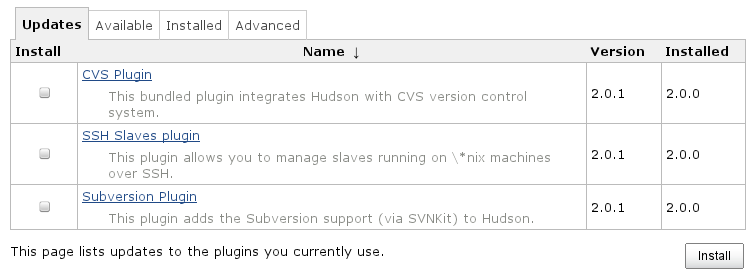 Updates Available Installed Advanced
Install Name ↓ Version Installed
CVS Plugin
This bundled plugin integrates Hudson with CVS version control
system.
2.0.1 2.0.0
SSH Slaves plugin
This plugin allows you to manage slaves running on \*nix machines
over SSH.
2.0.1 2.0.0
Subversion Plugin
This plugin adds the Subversion support (via SVNKit) to Hudson.
2.0.1 2.0.0
This page lists updates to the plugins you currently use.
Install